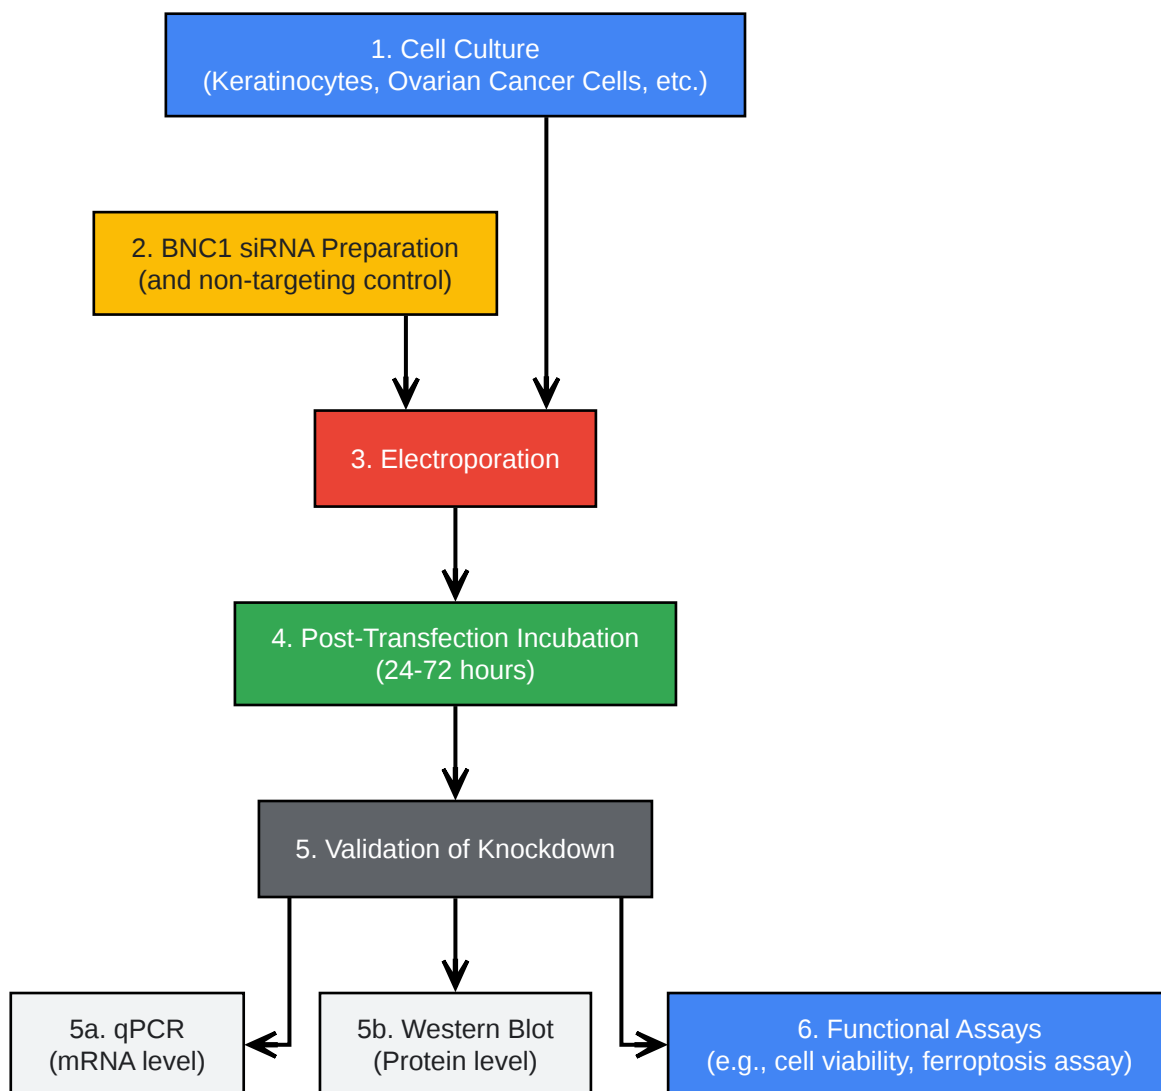 1. Cell Culture
(Keratinocytes, Ovarian Cancer Cells, etc.)
2. BNC1 siRNA Preparation
(and non-targeting control)
3. Electroporation
4. Post-Transfection Incubation
(24-72 hours)
5. Validation of Knockdown
5a. qPCR
(mRNA level)
5b. Western Blot
(Protein level)
6. Functional Assays
(e.g., cell viability, ferroptosis assay)